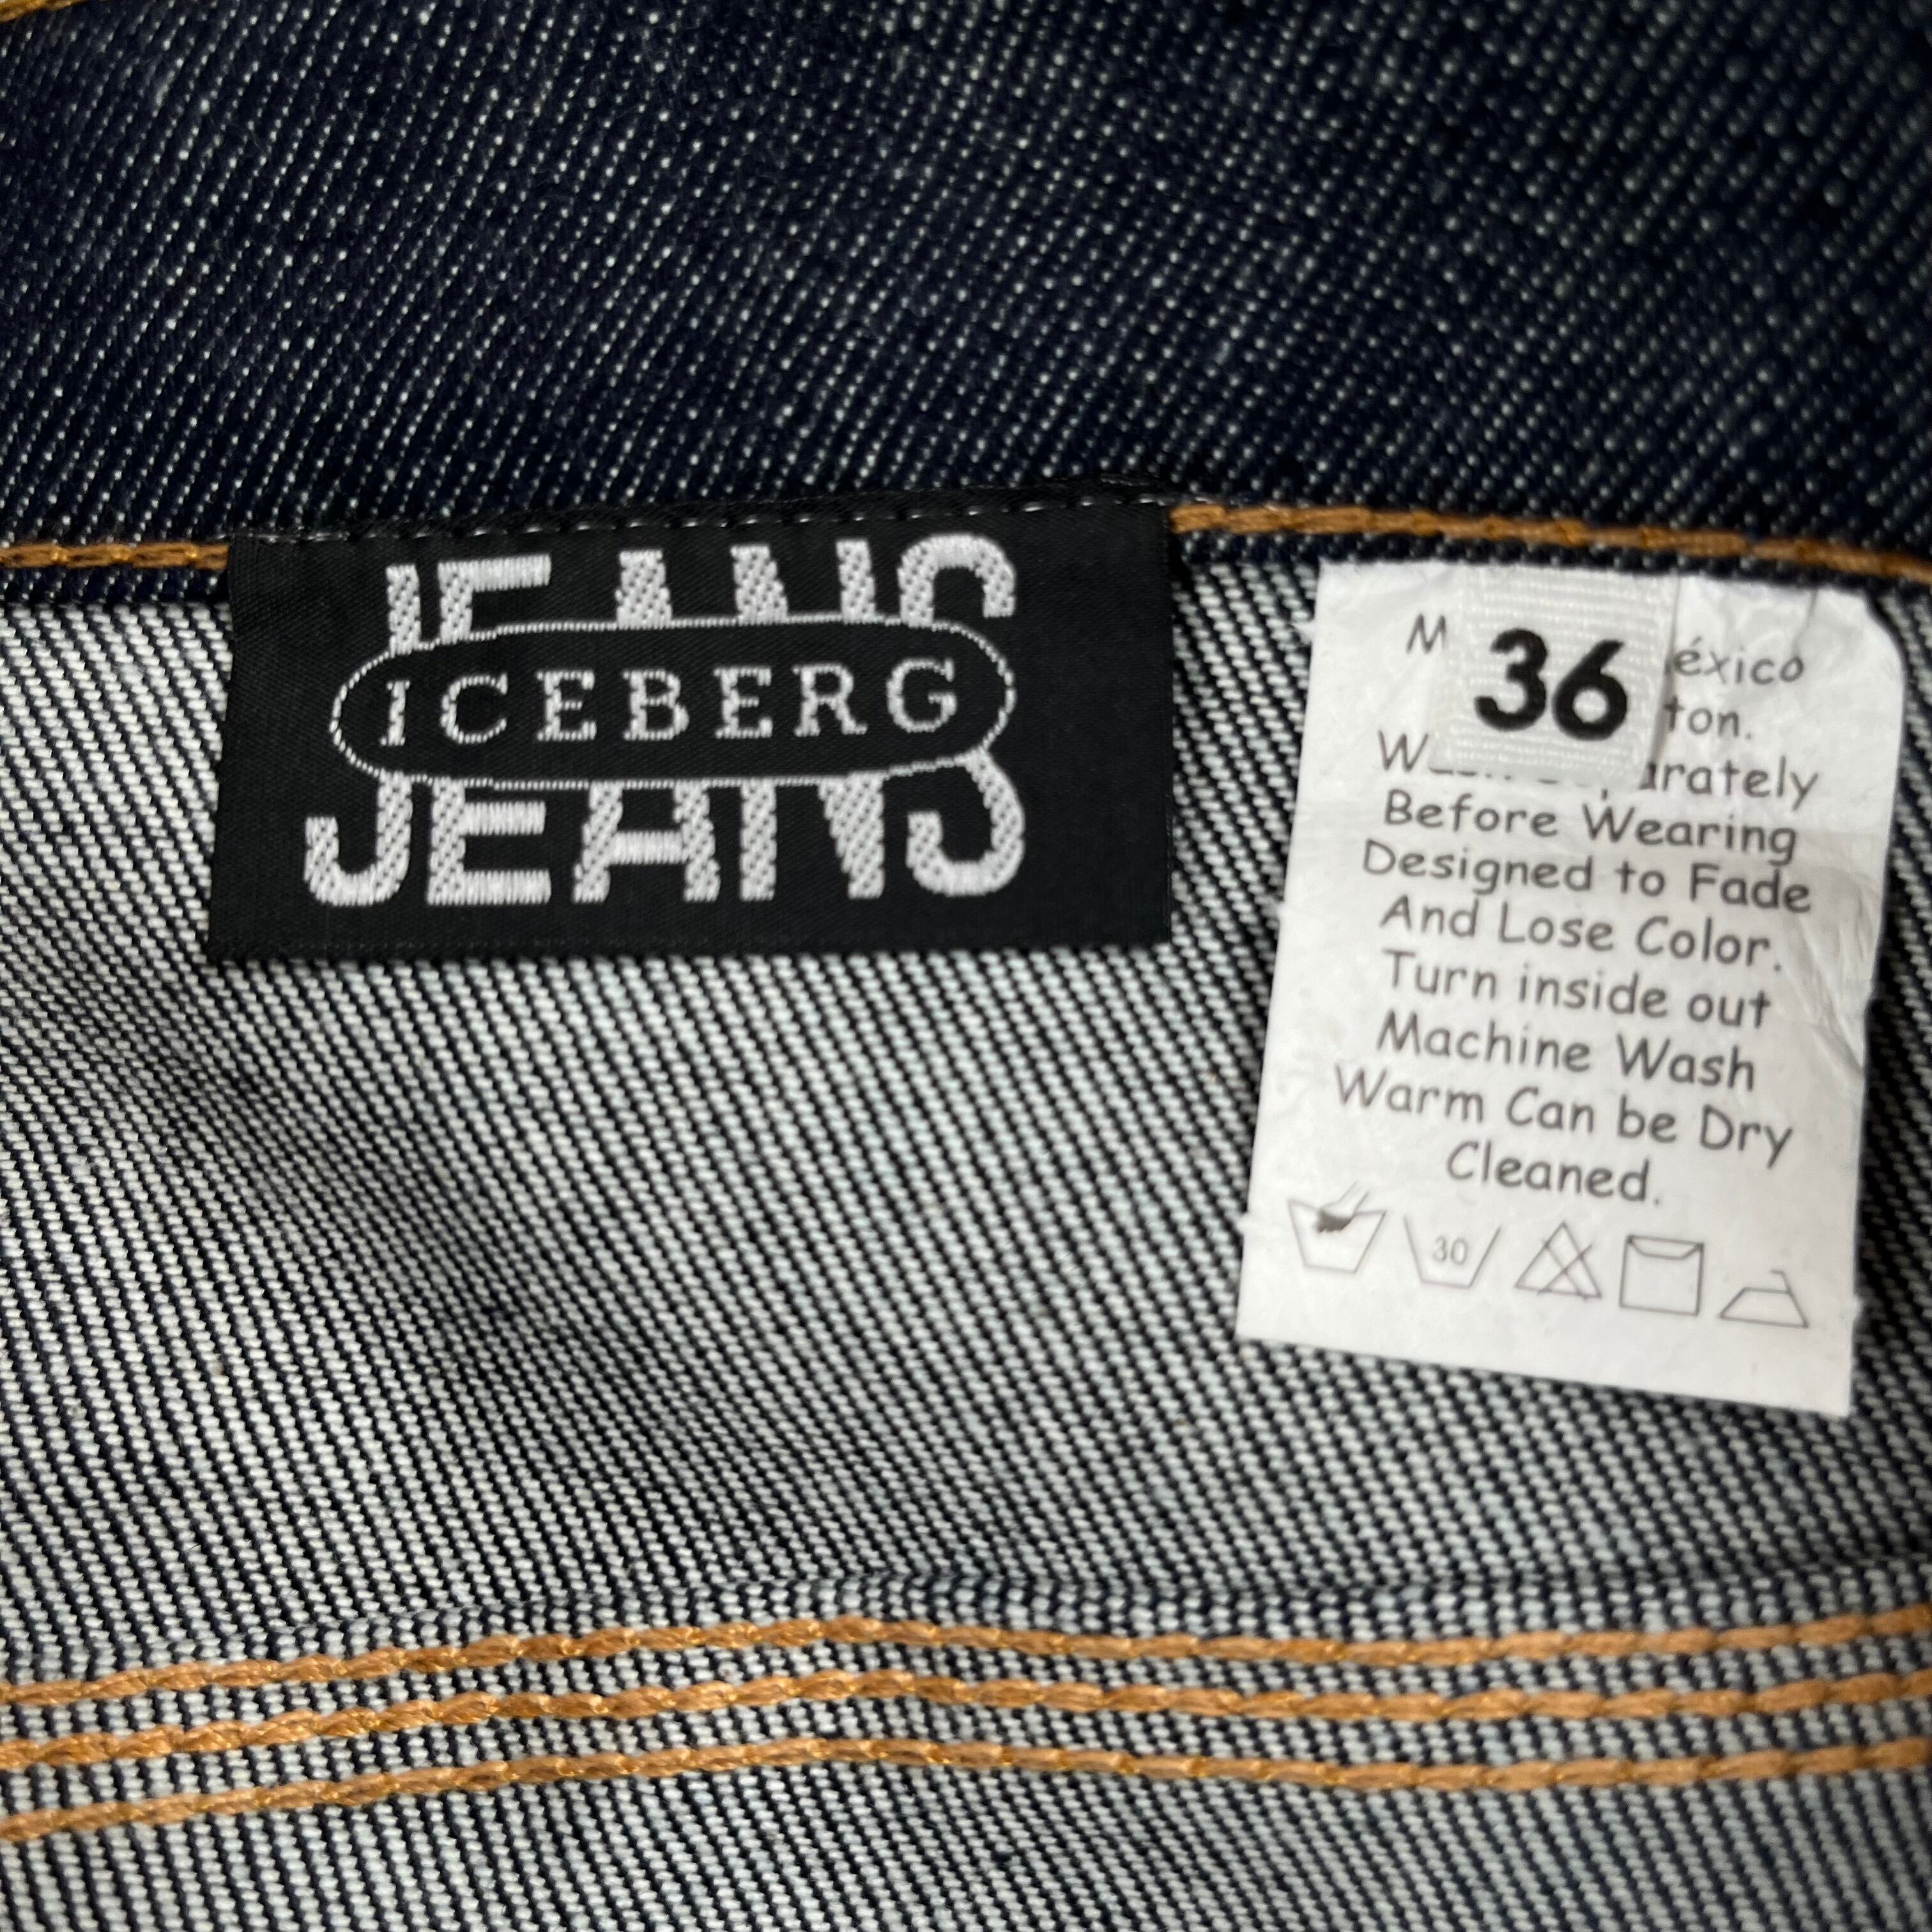 JEANS
ICEBERG
JEANS
36
M éxico
ton.
arately
Before Wearing
Designed to Fade
And Lose Color.
Turn inside out
Machine Wash
Warm Can be Dry
Cleaned.
30